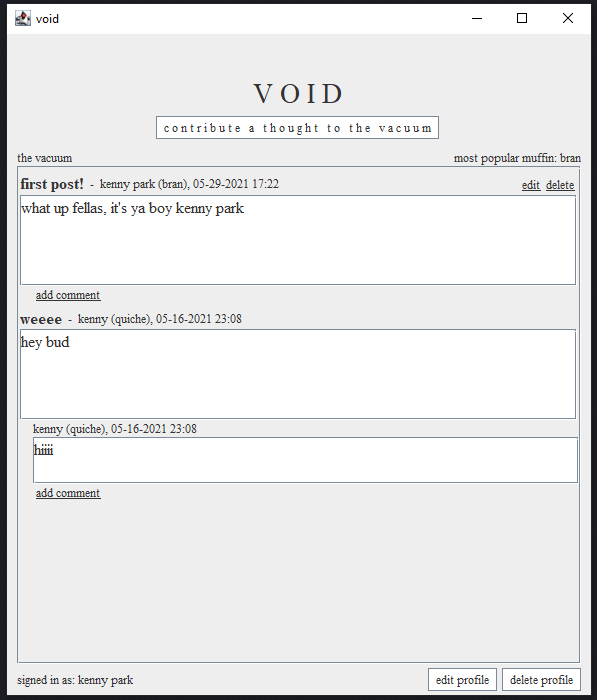 void
VOID
contribute a thought to the vacuum
the vacuum most popular muffin: bran
first post! - kenny park (bran), 05-29-2021 17:22 edit delete
what up fellas, it's ya boy kenny park
add comment
weeee - kenny (quiche), 05-16-2021 23:08
hey bud
kenny (quiche), 05-16-2021 23:08
hiiii
add comment
signed in as: kenny park edit profile delete profile